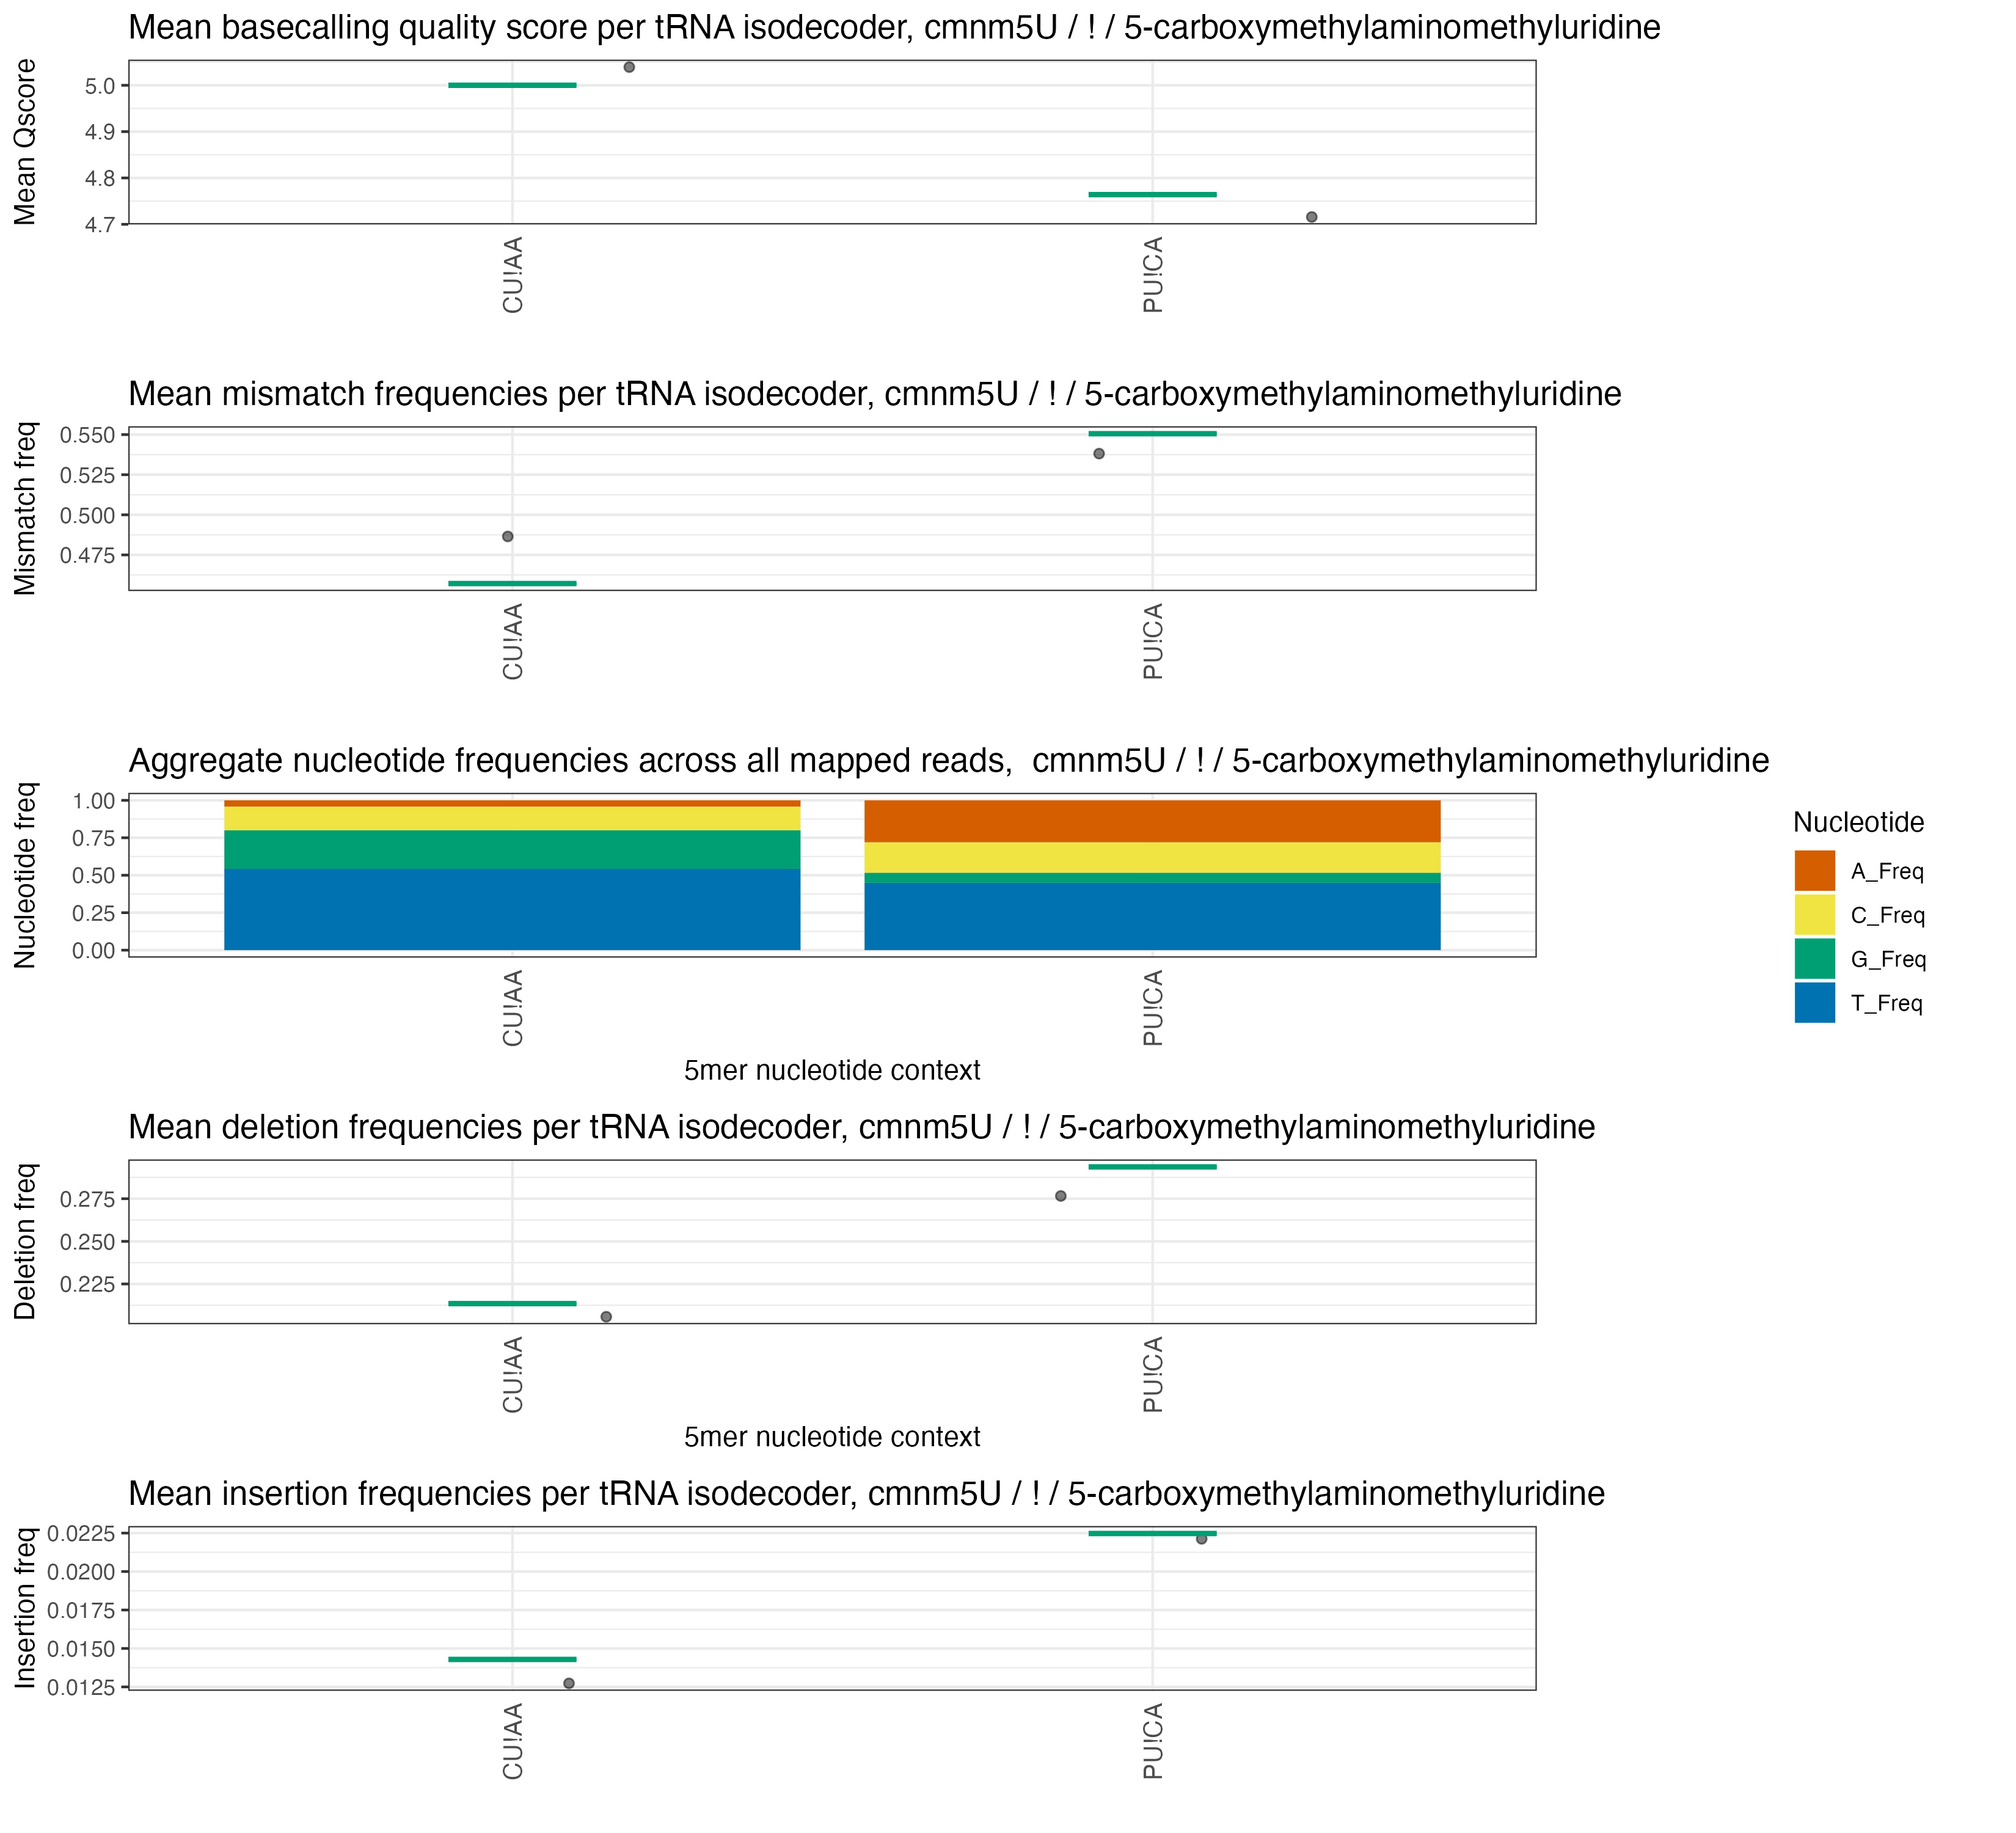 Mean basecalling quality score per tRNA isodecoder, cmnm5U / ! / 5-carboxymethylaminomethyluridine
Mean Qscore
5.0
4.9
4.8
4.7
CU!AA
PU!CA
Mean mismatch frequencies per tRNA isodecoder, cmnm5U / ! / 5-carboxymethylaminomethyluridine
Mismatch freq
0.550
0.525
0.500
0.475
CU!AA
PU!CA
Aggregate nucleotide frequencies across all mapped reads,  cmnm5U / ! / 5-carboxymethylaminomethyluridine
Nucleotide freq
1.00
0.75
0.50
0.25
0.00
CU!AA
PU!CA
5mer nucleotide context
Nucleotide
A_Freq
C_Freq
G_Freq
T_Freq
Mean deletion frequencies per tRNA isodecoder, cmnm5U / ! / 5-carboxymethylaminomethyluridine
Deletion freq
0.275
0.250
0.225
CU!AA
PU!CA
5mer nucleotide context
Mean insertion frequencies per tRNA isodecoder, cmnm5U / ! / 5-carboxymethylaminomethyluridine
Insertion freq
0.0225
0.0200
0.0175
0.0150
0.0125
CU!AA
PU!CA